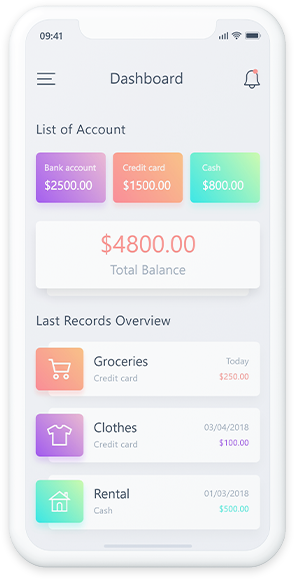 09:41
Dashboard
List of Account
Bank account
$2500.00
Credit card
$1500.00
Cash
$800.00
$4800.00
Total Balance
Last Records Overview
Groceries
Today
Credit card
$250.00
Clothes
03/04/2018
Credit card
$100.00
Rental
01/03/2018
Cash
$500.00